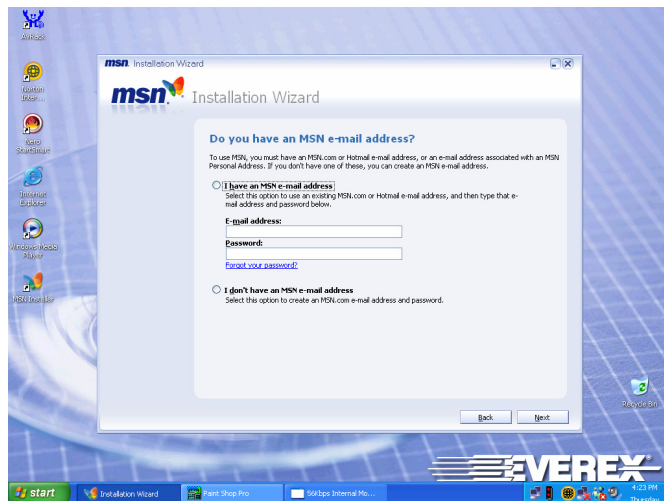 AvRack
Norton
Inter...
Nero
StartSmart
Internet
Explorer
Windows Media
Player
MSN Installer
msn. Installation Wizard
msn Installation Wizard
Do you have an MSN e-mail address?
To use MSN, you must have an MSN.com or Hotmail e-mail address, or an e-mail address associated with an MSN
Personal Address. If you don't have one of these, you can create an MSN e-mail address.
I have an MSN e-mail address
Select this option to use an existing MSN.com or Hotmail e-mail address, and then type that e-
mail address and password below.
E-mail address:
Password:
Forgot your password?
I don't have an MSN e-mail address
Select this option to create an MSN.com e-mail address and password.
Back Next
Recycle Bin
EVEREX
start Installation Wizard Paint Shop Pro 56Kbps Internal Mo... 4:23 PM
Thursday